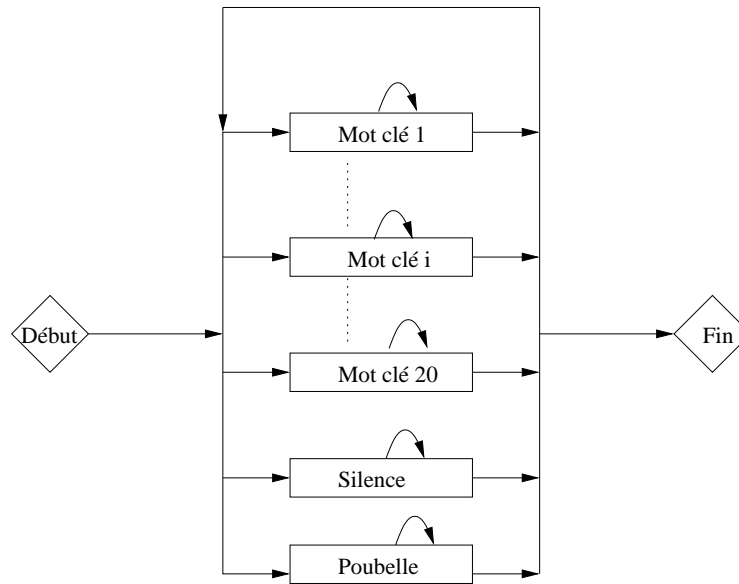 Mot clé 1
Mot clé i
Début
Fin
Mot clé 20
Silence
Poubelle